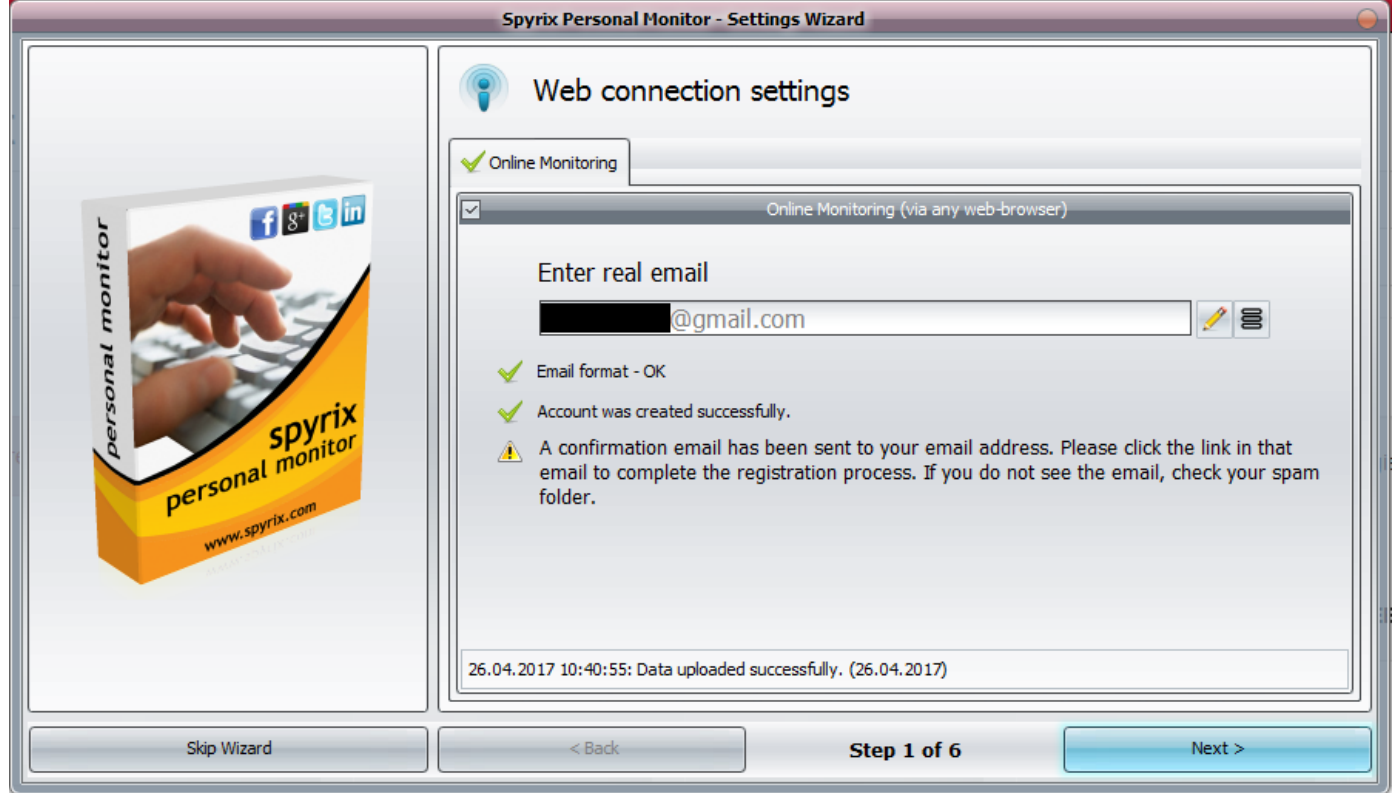 Spyrix Personal Monitor - Settings Wizard
Web connection settings
Online Monitoring
Online Monitoring (via any web-browser)
Enter real email
@gmail.com
Email format - OK
Account was created successfully.
A confirmation email has been sent to your email address. Please click the link in that
email to complete the registration process. If you do not see the email, check your spam
folder.
26.04.2017 10:40:55: Data uploaded successfully. (26.04.2017)
personal monitor
f g+ t in
spyrix
personal monitor
www.spyrix.com
Skip Wizard
< Back
Step 1 of 6
Next >